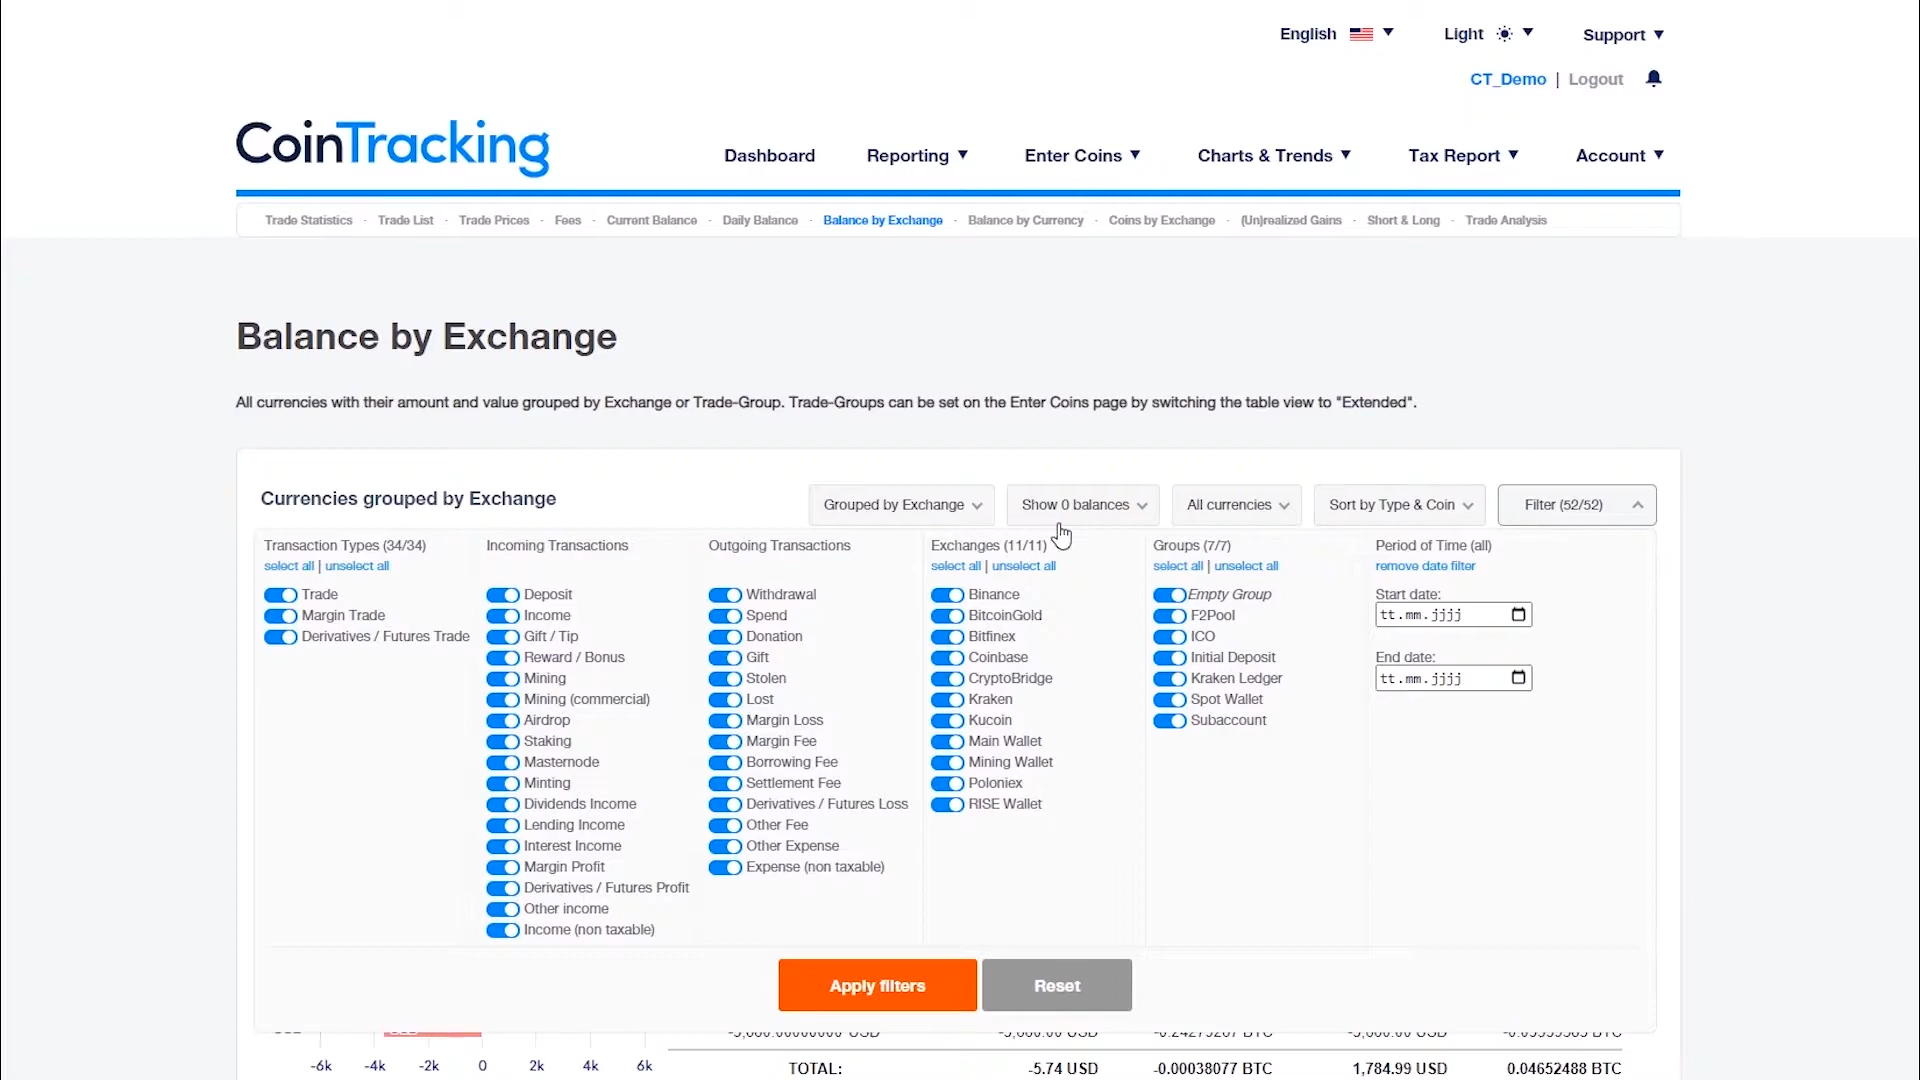 English
Light
Support
CT_Demo | Logout
CoinTracking
Dashboard
Reporting
Enter Coins
Charts & Trends
Tax Report
Account
Trade Statistics - Trade List - Trade Prices - Fees - Current Balance - Daily Balance - Balance by Exchange - Balance by Currency - Coins by Exchange - (Un)realized Gains - Short & Long - Trade Analysis
Balance by Exchange
All currencies with their amount and value grouped by Exchange or Trade-Group. Trade-Groups can be set on the Enter Coins page by switching the table view to "Extended".
Currencies grouped by Exchange
Grouped by Exchange
Show 0 balances
All currencies
Sort by Type & Coin
Filter (52/52)
Transaction Types (34/34)
select all | unselect all
Trade
Margin Trade
Derivatives / Futures Trade
Incoming Transactions
Deposit
Income
Gift / Tip
Reward / Bonus
Mining
Mining (commercial)
Airdrop
Staking
Masternode
Minting
Dividends Income
Lending Income
Interest Income
Margin Profit
Derivatives / Futures Profit
Other income
Income (non taxable)
Outgoing Transactions
Withdrawal
Spend
Donation
Gift
Stolen
Lost
Margin Loss
Margin Fee
Borrowing Fee
Settlement Fee
Derivatives / Futures Loss
Other Fee
Other Expense
Expense (non taxable)
Exchanges (11/11)
select all | unselect all
Binance
BitcoinGold
Bitfinex
Coinbase
CryptoBridge
Kraken
Kucoin
Main Wallet
Mining Wallet
Poloniex
RISE Wallet
Groups (7/7)
select all | unselect all
Empty Group
F2Pool
ICO
Initial Deposit
Kraken Ledger
Spot Wallet
Subaccount
Period of Time (all)
remove date filter
Start date:
tt.mm.jjjj
End date:
tt.mm.jjjj
Apply filters
Reset
-6k -4k -2k 0 2k 4k 6k
TOTAL: -5.74 USD -0.00038077 BTC 1,784.99 USD 0.04652488 BTC